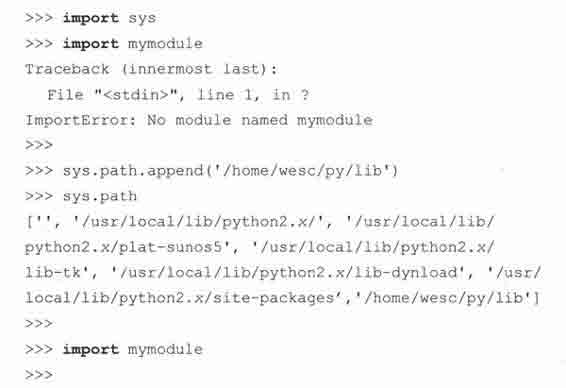 >>> import sys
>>> import mymodule
Traceback (innermost last):
File "<stdin>", line 1, in ?
ImportError: No module named mymodule
>>>
>>> sys.path.append('/home/wesc/py/lib')
>>> sys.path
['', '/usr/local/lib/python2.x/', '/usr/local/lib/
python2.x/plat-sunos5', '/usr/local/lib/python2.x/
lib-tk', '/usr/local/lib/python2.x/lib-dynload', '/usr/
local/lib/python2.x/site-packages’,'/home/wesc/py/lib']
>>>
>>> import mymodule
>>>